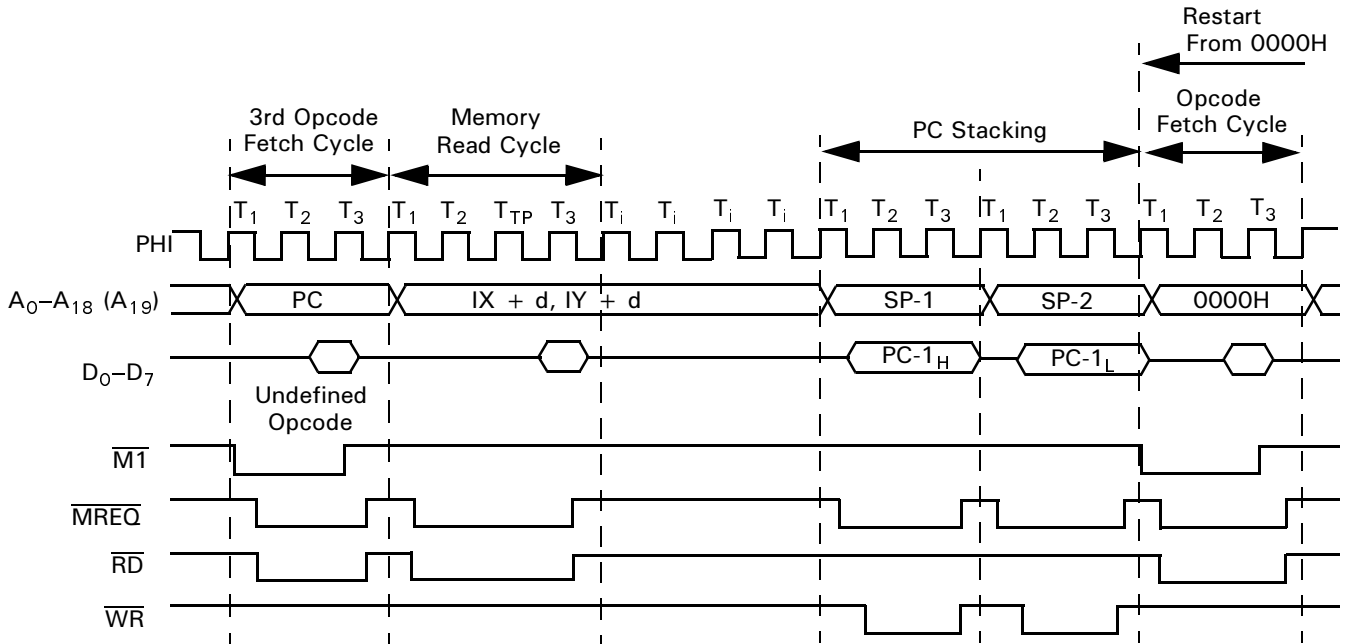 Restart
From 0000H
3rd Opcode
Fetch Cycle
Memory
Read Cycle
PC Stacking
Opcode
Fetch Cycle
T1 T2 T3 T1 T2 TTP T3 Ti Ti Ti Ti T1 T2 T3 T1 T2 T3 T1 T2 T3
PHI
A0–A18 (A19) PC IX + d, IY + d SP-1 SP-2 0000H
D0–D7 PC-1H PC-1L
Undefined
Opcode
M1
MREQ
RD
WR